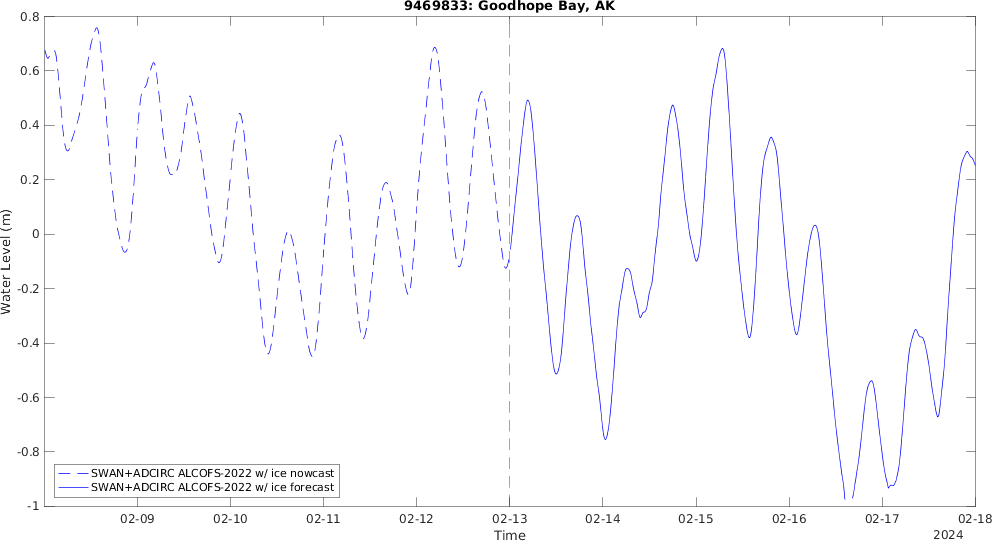 9469833: Goodhope Bay, AK
Water Level (m)
0.8
0.6
0.4
0.2
0
-0.2
-0.4
-0.6
-0.8
-1
SWAN+ADCIRC ALCOFS-2022 w/ ice nowcast
SWAN+ADCIRC ALCOFS-2022 w/ ice forecast
02-09 02-10 02-11 02-12 02-13 02-14 02-15 02-16 02-17 02-18
Time
2024